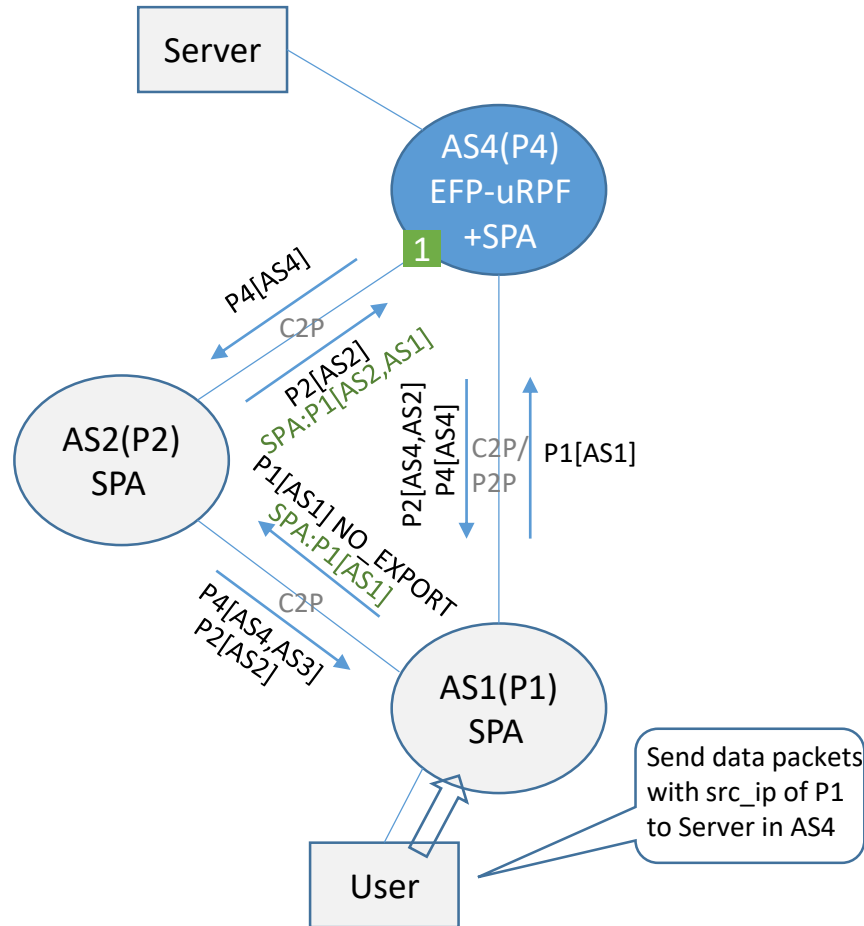 Server
AS4(P4)
EFP-uRPF
+SPA
1
P4[AS4]
C2P
P2[AS2]
SPA:P1[AS2,AS1]
AS2(P2)
SPA
P2[AS4,AS2]
P4[AS4]
C2P/
P2P
P1[AS1]
P1[AS1] NO_EXPORT
SPA:P1[AS1]
C2P
P4[AS4,AS3]
P2[AS2]
AS1(P1)
SPA
Send data packets
with src_ip of P1
to Server in AS4
User